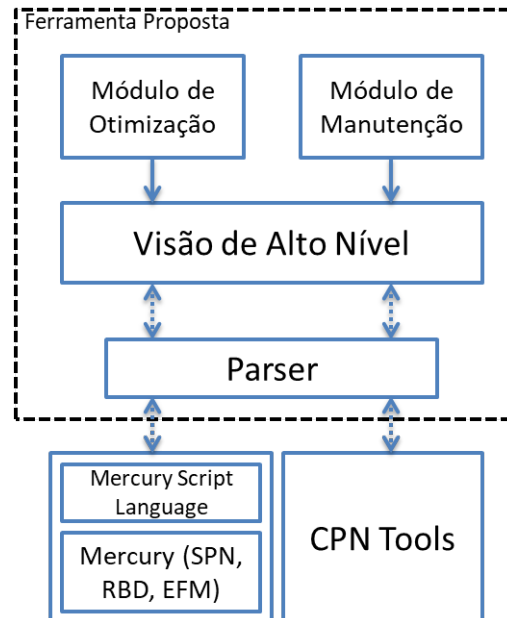 Ferramenta Proposta
Módulo de
Otimização
Módulo de
Manutenção
Visão de Alto Nível
Parser
Mercury Script
Language
Mercury (SPN,
RBD, EFM)
CPN Tools